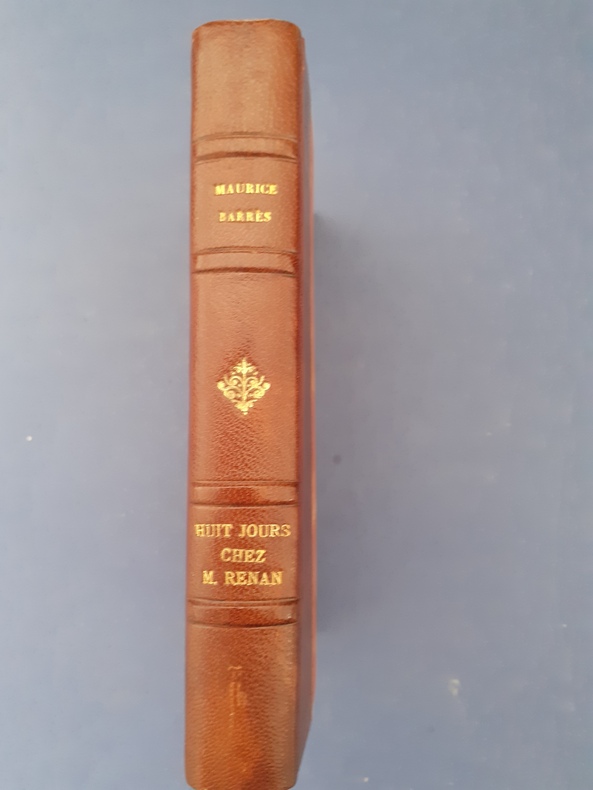 MAURICE
BARRÈS
HUIT JOURS
CHEZ
M. RENAN